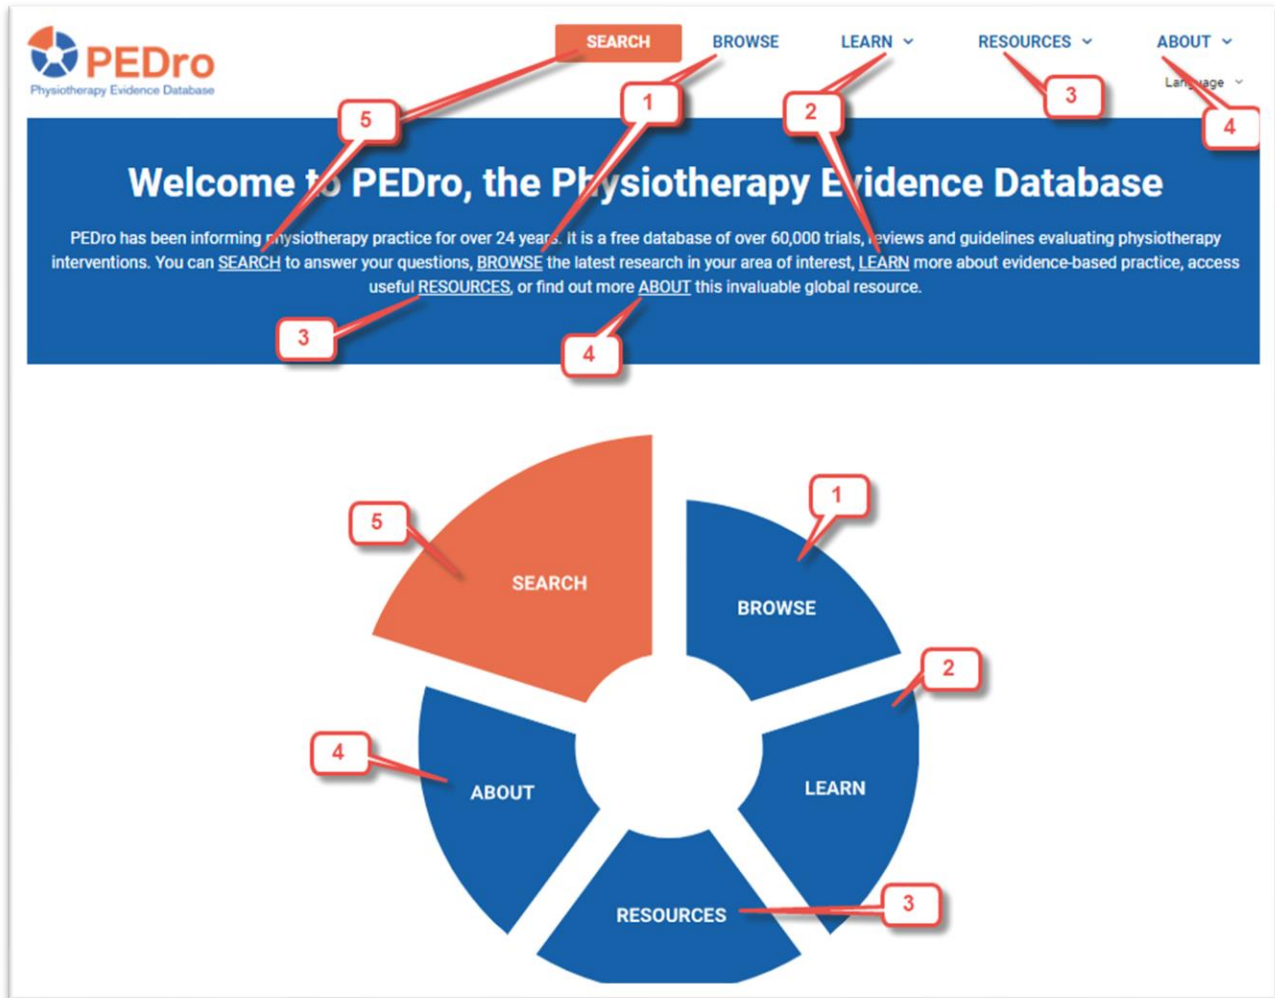 PEDro
Physiotherapy Evidence Database
SEARCH BROWSE LEARN RESOURCES ABOUT
Language
5 1 2 3 4
Welcome to PEDro, the Physiotherapy Evidence Database
PEDro has been informing physiotherapy practice for over 24 years. It is a free database of over 60,000 trials, reviews and guidelines evaluating physiotherapy
interventions. You can SEARCH to answer your questions, BROWSE the latest research in your area of interest, LEARN more about evidence-based practice, access
useful RESOURCES, or find out more ABOUT this invaluable global resource.
3 4
1
5
SEARCH
BROWSE
2
4
ABOUT
LEARN
RESOURCES
3